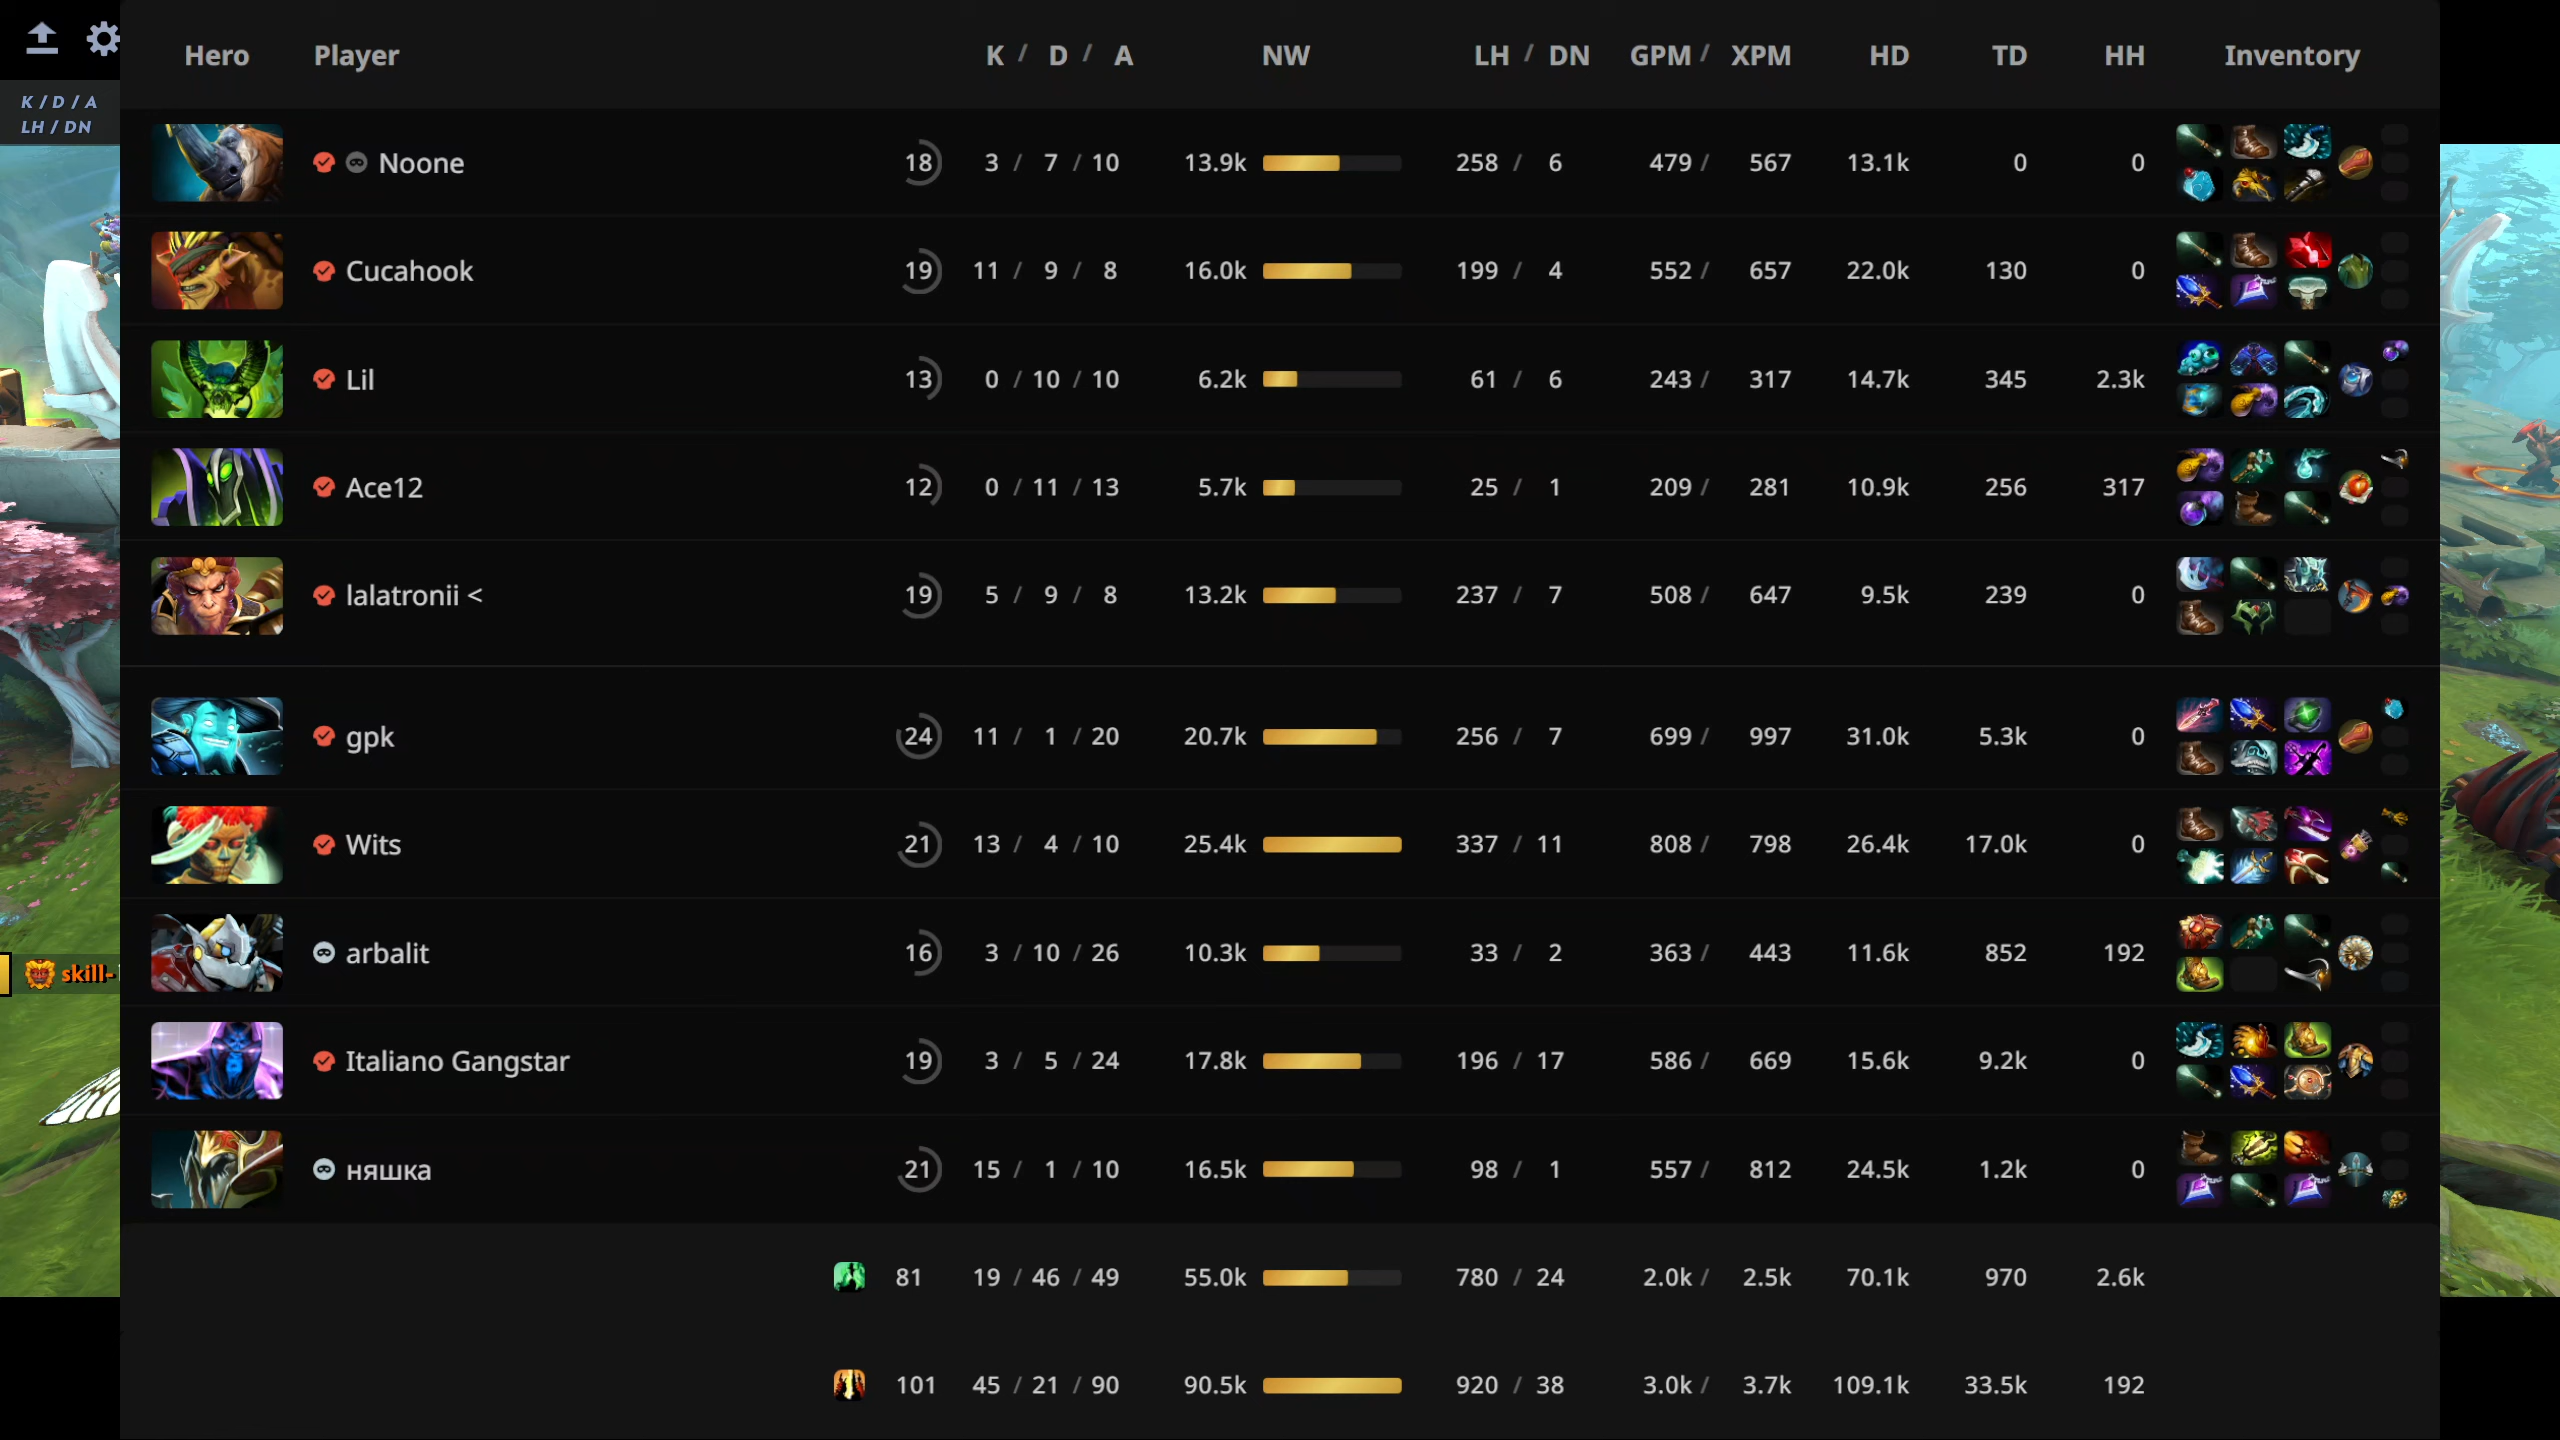 Hero Player K / D / A NW LH / DN GPM / XPM HD TD HH Inventory
K / D / A
LH / DN
18 Noone 3 / 7 / 10 13.9k 258 / 6 479 / 567 13.1k 0 0
Cucahook 19 11 / 9 / 8 16.0k 199 / 4 552 / 657 22.0k 130 0
Lil 13 0 / 10 / 10 6.2k 61 / 6 243 / 317 14.7k 345 2.3k
Ace12 12 0 / 11 / 13 5.7k 25 / 1 209 / 281 10.9k 256 317
lalatronii < 19 5 / 9 / 8 13.2k 237 / 7 508 / 647 9.5k 239 0
gpk 24 11 / 1 / 20 20.7k 256 / 7 699 / 997 31.0k 5.3k 0
Wits 21 13 / 4 / 10 25.4k 337 / 11 808 / 798 26.4k 17.0k 0
arbalit 16 3 / 10 / 26 10.3k 33 / 2 363 / 443 11.6k 852 192
skill-
Italiano Gangstar 19 3 / 5 / 24 17.8k 196 / 17 586 / 669 15.6k 9.2k 0
няшка 21 15 / 1 / 10 16.5k 98 / 1 557 / 812 24.5k 1.2k 0
81 19 / 46 / 49 55.0k 780 / 24 2.0k / 2.5k 70.1k 970 2.6k
101 45 / 21 / 90 90.5k 920 / 38 3.0k / 3.7k 109.1k 33.5k 192